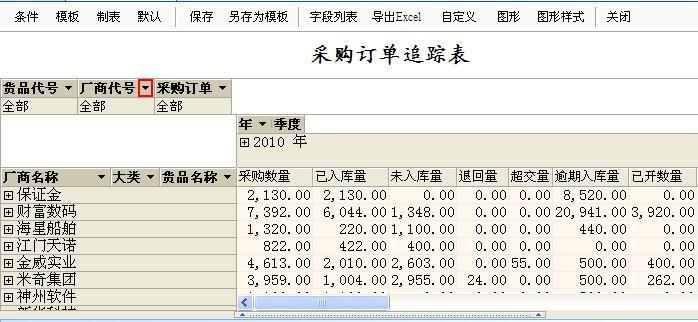 条件 模板 制表 默认 保存 另存为模板 字段列表 导出Excel 自定义 图形 图形样式 关闭
采购订单追踪表
货品代号 厂商代号 采购订单
全部 全部 全部
年 季度
2010 年
厂商名称 大类 货品名称 采购数量 已入库量 未入库量 退回量 超交量 逾期入库量 已开数量
保证金 2,130.00 2,130.00 0.00 0.00 0.00 8,520.00 0.00
财富数码 7,392.00 6,044.00 1,348.00 0.00 0.00 20,941.00 3,920.00
海星船舶 1,320.00 220.00 1,100.00 0.00 0.00 440.00 0.00
江门天诺 822.00 422.00 400.00 0.00 0.00 0.00 0.00
金威实业 4,613.00 2,010.00 2,603.00 0.00 55.00 500.00 400.00
米奇集团 3,959.00 1,004.00 2,955.00 24.00 0.00 500.00 262.00
神州软件